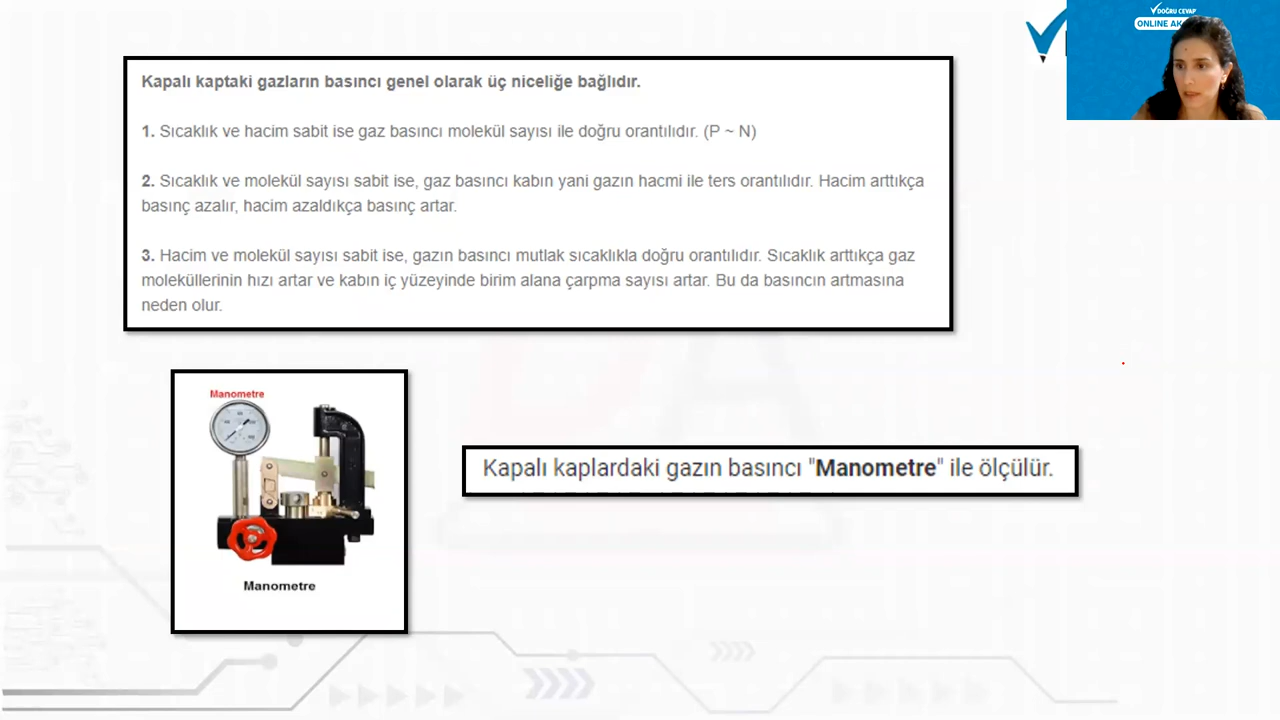 DOĞRU CEVAP
Kapalı kaptaki gazların basıncı genel olarak üç niceliğe bağlıdır.
1. Sıcaklık ve hacim sabit ise gaz basıncı molekül sayısı ile doğru orantılıdır. (P ~ N)
2. Sıcaklık ve molekül sayısı sabit ise, gaz basıncı kabın yani gazın hacmi ile ters orantılıdır. Hacim arttıkça
basınç azalır, hacim azaldıkça basınç artar.
3. Hacim ve molekül sayısı sabit ise, gazın basıncı mutlak sıcaklıkla doğru orantılıdır. Sıcaklık arttıkça gaz
moleküllerinin hızı artar ve kabın iç yüzeyinde birim alana çarpma sayısı artar. Bu da basıncın artmasına
neden olur.
Manometre
Manometre
Kapalı kaplardaki gazın basıncı "Manometre" ile ölçülür.
ONLINE